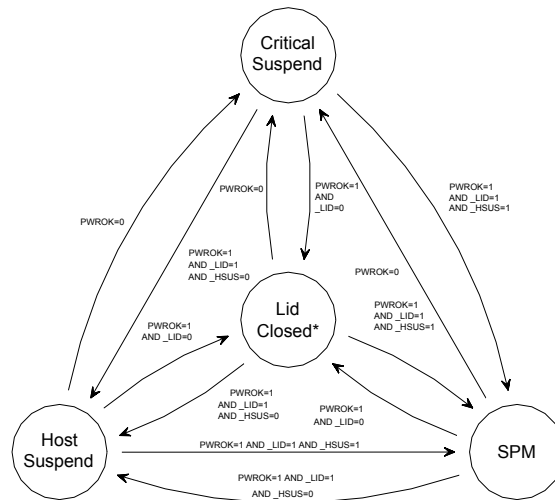 Critical
Suspend
PWROK=0
PWROK=1
AND
_LID=0
PWROK=1
AND _LID=1
AND _HSUS=1
PWROK=0
PWROK=1
AND _LID=1
AND _HSUS=0
PWROK=0
Lid
Closed*
PWROK=1
AND _LID=1
AND _HSUS=1
PWROK=1
AND _LID=0
PWROK=1
AND _LID=1
AND _HSUS=0
PWROK=1
AND _LID=0
Host
Suspend
PWROK=1 AND _LID=1 AND _HSUS=1
SPM
PWROK=1 AND _LID=1
AND _HSUS=0